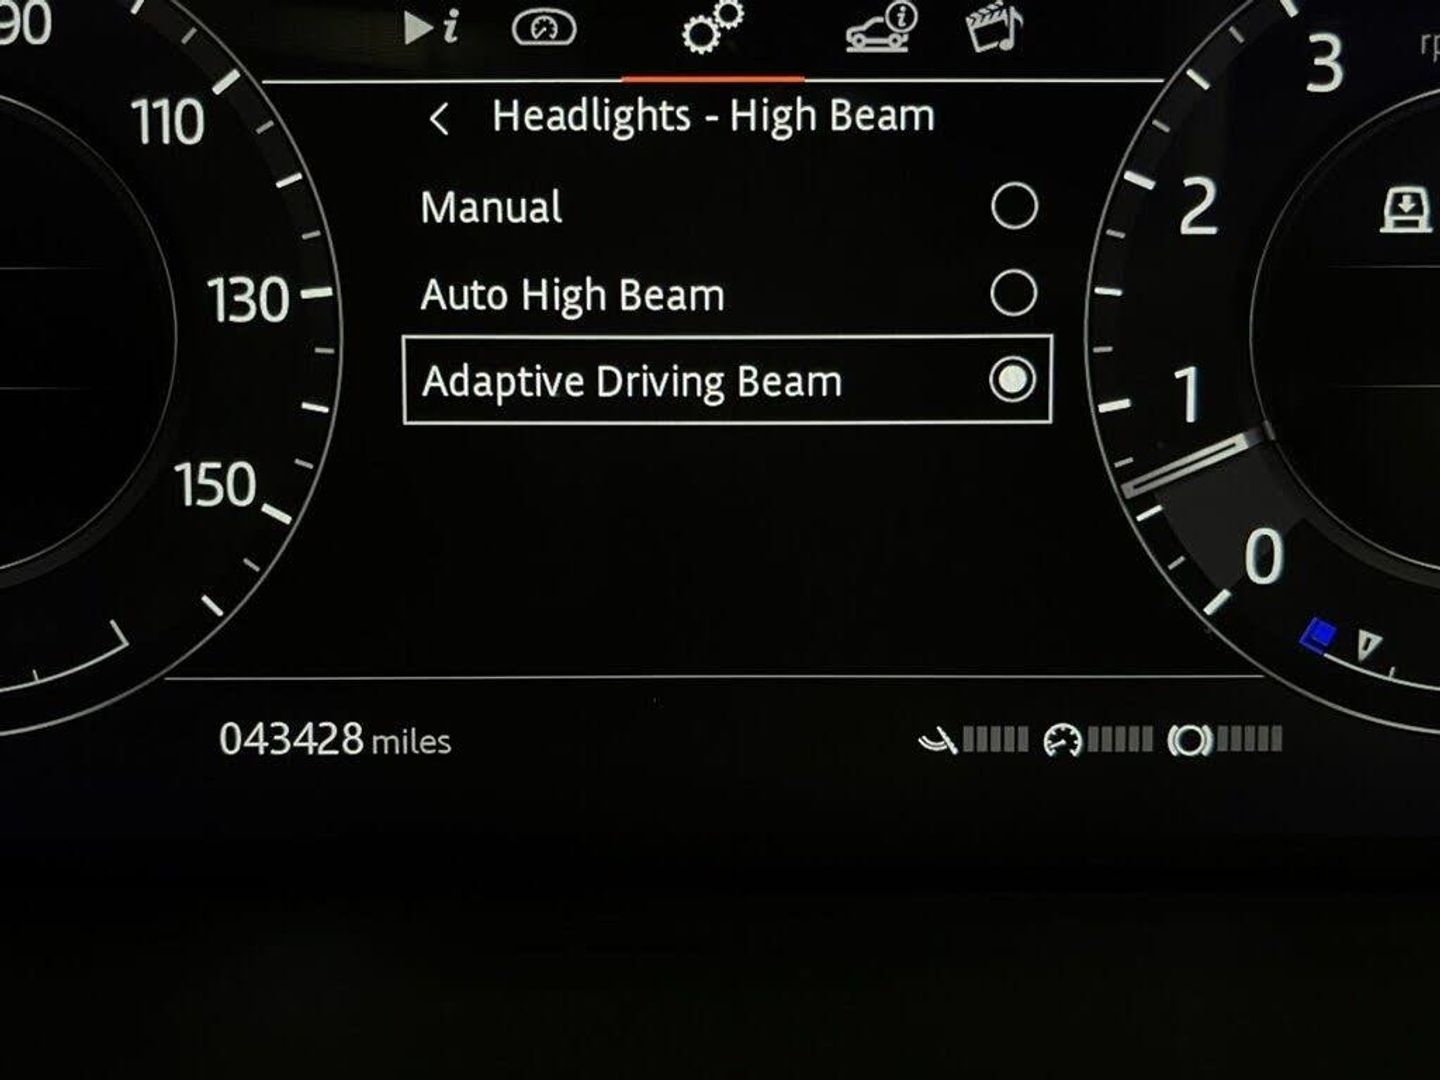 90
110
130
150
i
i
Headlights - High Beam
Manual
Auto High Beam
Adaptive Driving Beam
3
2
1
0
043428 miles